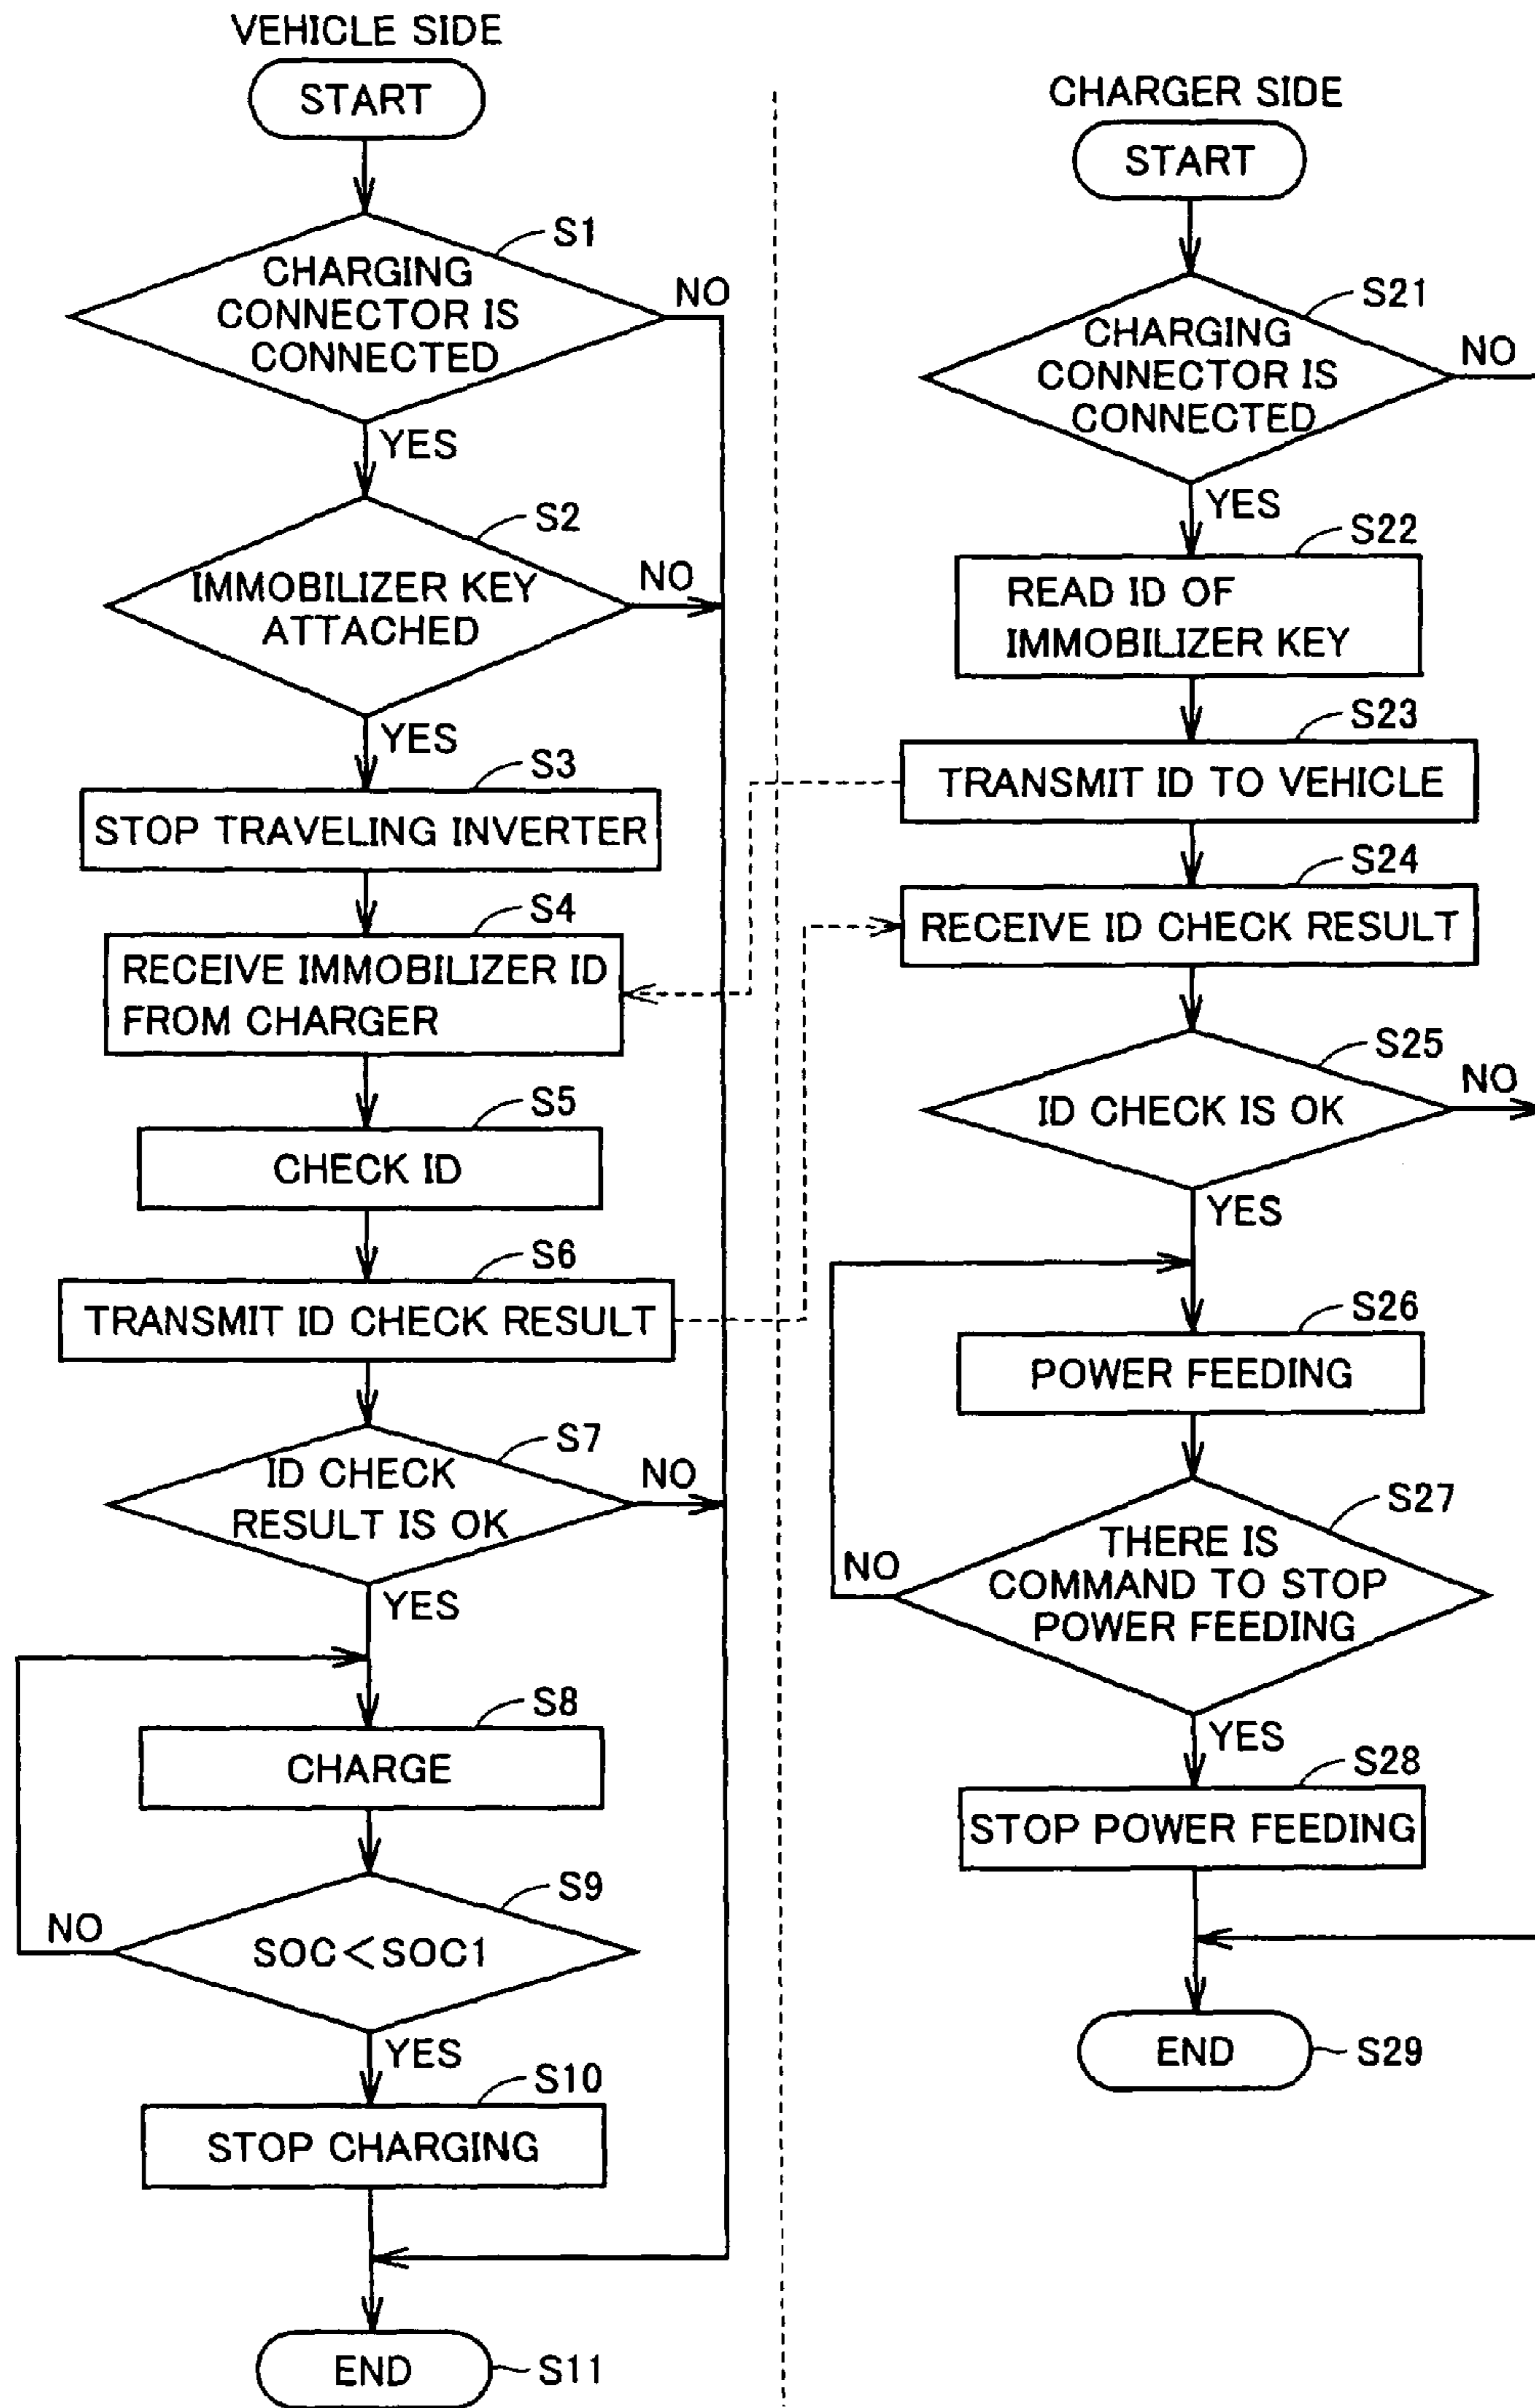 VEHICLE SIDE
START
S1
CHARGING
CONNECTOR IS
CONNECTED
NO
YES
S2
IMMOBILIZER KEY
ATTACHED
NO
YES
S3
STOP TRAVELING INVERTER
S4
RECEIVE IMMOBILIZER ID
FROM CHARGER
S5
CHECK ID
S6
TRANSMIT ID CHECK RESULT
S7
ID CHECK
RESULT IS OK
NO
YES
S8
CHARGE
S9
SOC<SOC1
NO
YES
S10
STOP CHARGING
END
S11
CHARGER SIDE
START
S21
CHARGING
CONNECTOR IS
CONNECTED
NO
YES
S22
READ ID OF
IMMOBILIZER KEY
S23
TRANSMIT ID TO VEHICLE
S24
RECEIVE ID CHECK RESULT
S25
ID CHECK IS OK
NO
YES
S26
POWER FEEDING
S27
THERE IS
COMMAND TO STOP
POWER FEEDING
NO
YES
S28
STOP POWER FEEDING
END
S29